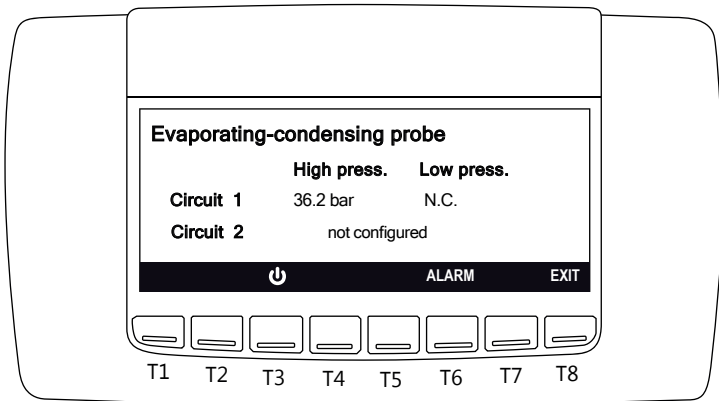 Evaporating-condensing probe
High press. Low press.
Circuit 1 36.2 bar N.C.
Circuit 2 not configured
ALARM EXIT
T1 T2 T3 T4 T5 T6 T7 T8